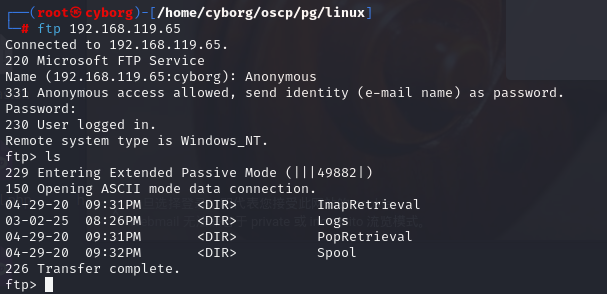 ┌──(root㉿cyborg)-[/home/cyborg/oscp/pg/linux]
└─# ftp 192.168.119.65
Connected to 192.168.119.65.
220 Microsoft FTP Service
Name (192.168.119.65:cyborg): Anonymous
331 Anonymous access allowed, send identity (e-mail name) as password.
Password:
230 User logged in.
Remote system type is Windows_NT.
ftp> ls
229 Entering Extended Passive Mode (|||49882|)
150 Opening ASCII mode data connection.
04-29-20  09:31PM       <DIR>          ImapRetrieval
03-02-25  08:26PM       <DIR>          Logs
04-29-20  09:31PM       <DIR>          PopRetrieval
04-29-20  09:32PM       <DIR>          Spool
226 Transfer complete.
ftp>